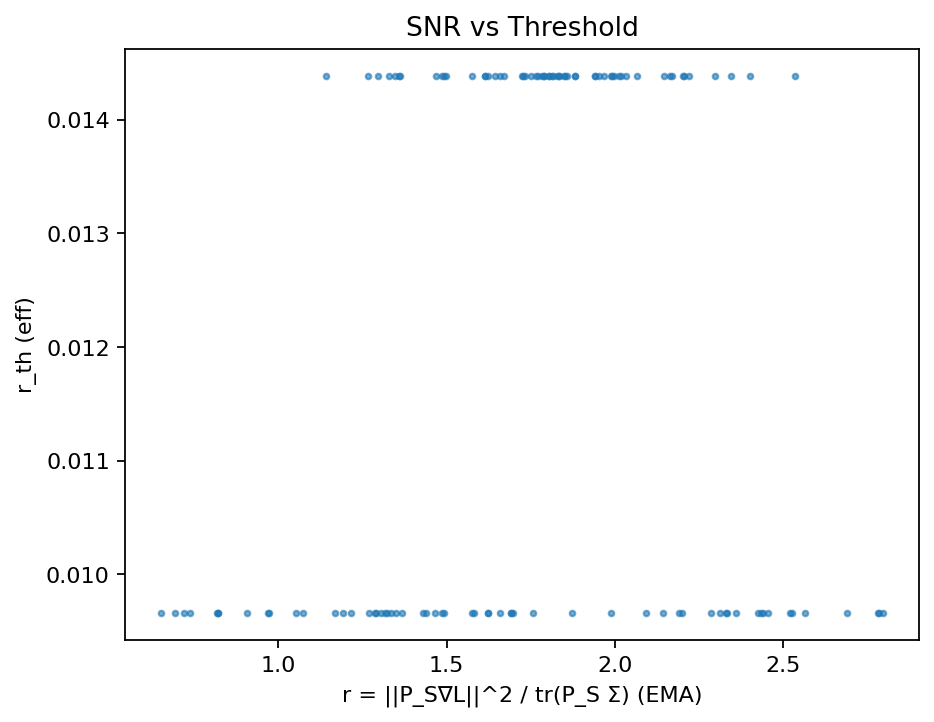 SNR vs Threshold
r_th (eff)
0.014
0.013
0.012
0.011
0.010
1.0 1.5 2.0 2.5
r = ||P_S∇L||^2 / tr(P_S Σ) (EMA)